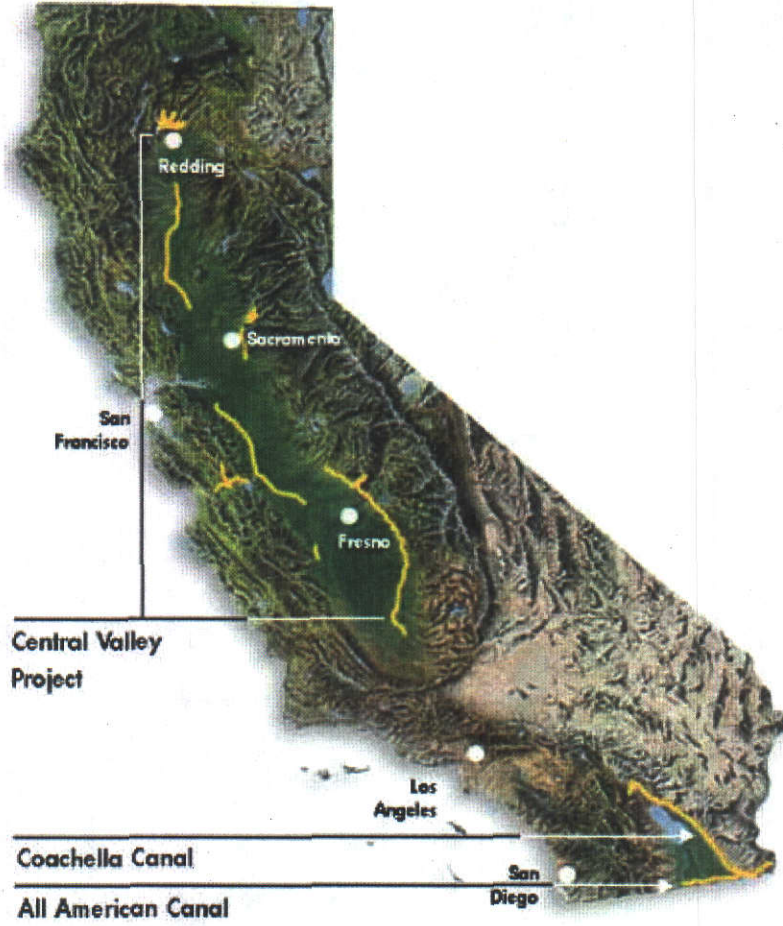 Redding
Sacramento
San
Francisco
Fresno
Central Valley
Project
Los
Angeles
Coachella Canal
San
Diego
All American Canal